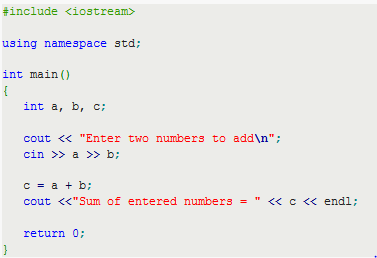 #include <iostream>
using namespace std;
int main()
{
int a, b, c;
cout << "Enter two numbers to add\n";
cin >> a >> b;
c = a + b;
cout <<"Sum of entered numbers = " << c << endl;
return 0;
}